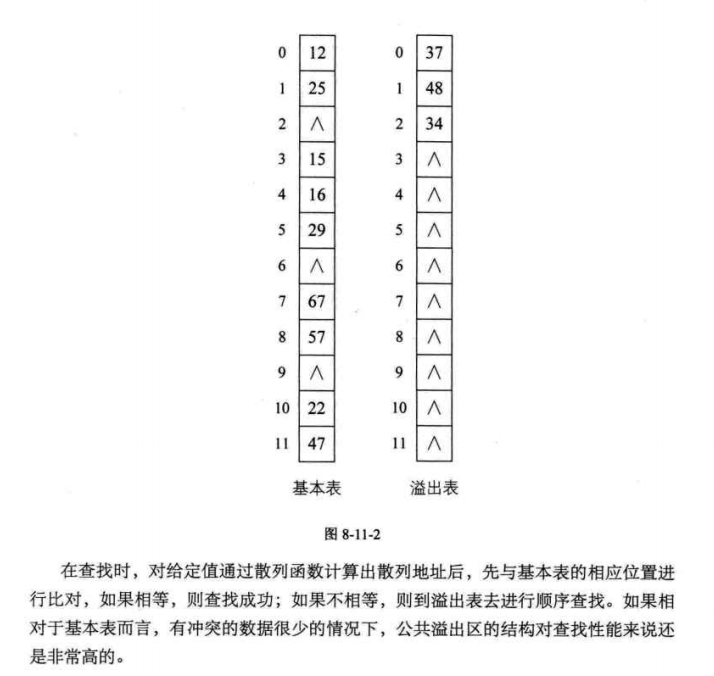 0 12 0 37
1 25 1 48
2 ∧ 2 34
3 15 3 ∧
4 16 4 ∧
5 29 5 ∧
6 ∧ 6 ∧
7 67 7 ∧
8 57 8 ∧
9 ∧ 9 ∧
10 22 10 ∧
11 47 11 ∧
基本表 溢出表
图 8-11-2
在查找时，对给定值通过散列函数计算出散列地址后，先与基本表的相应位置进
行比对，如果相等，则查找成功；如果不相等，则到溢出表去进行顺序查找。如果相
对于基本表而言，有冲突的数据很少的情况下，公共溢出区的结构对查找性能来说还
是非常高的。